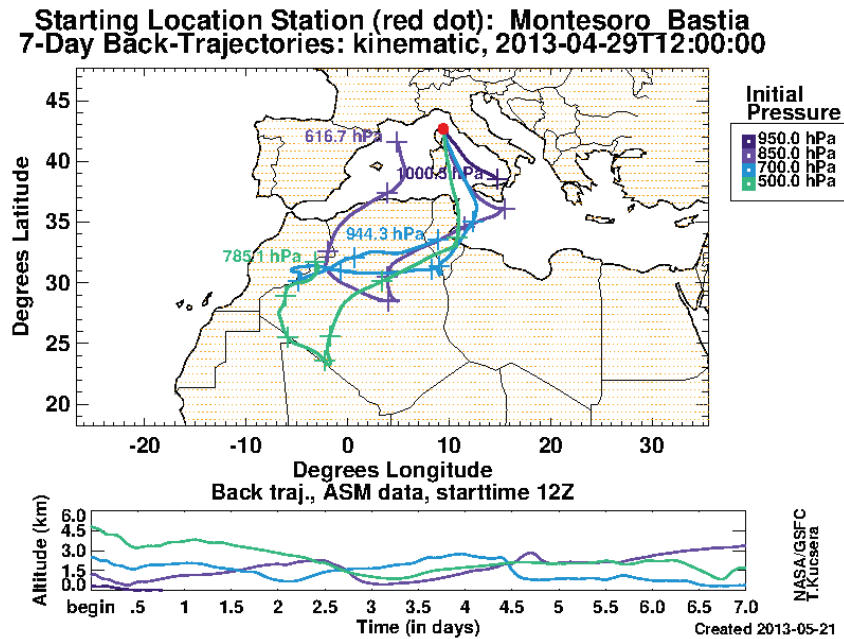 Starting Location Station (red dot): Montesoro_Bastia
7-Day Back-Trajectories: kinematic, 2013-04-29T12:00:00
Degrees Latitude
45
40
35
30
25
20
616.7 hPa
1000.3 hPa
944.3 hPa
785.1 hPa
-20
-10
0
10
20
30
Degrees Longitude
Initial
Pressure
950.0 hPa
850.0 hPa
700.0 hPa
500.0 hPa
Back traj., ASM data, starttime 12Z
Altitude (km)
6.0
4.5
3.0
1.5
0.0
begin
.5
1
1.5
2.0
2.5
3.0
3.5
4.0
4.5
5.0
5.5
6.0
6.5
7.0
Time (in days)
NASA/GSFC
T.Kucsera
Created 2013-05-21